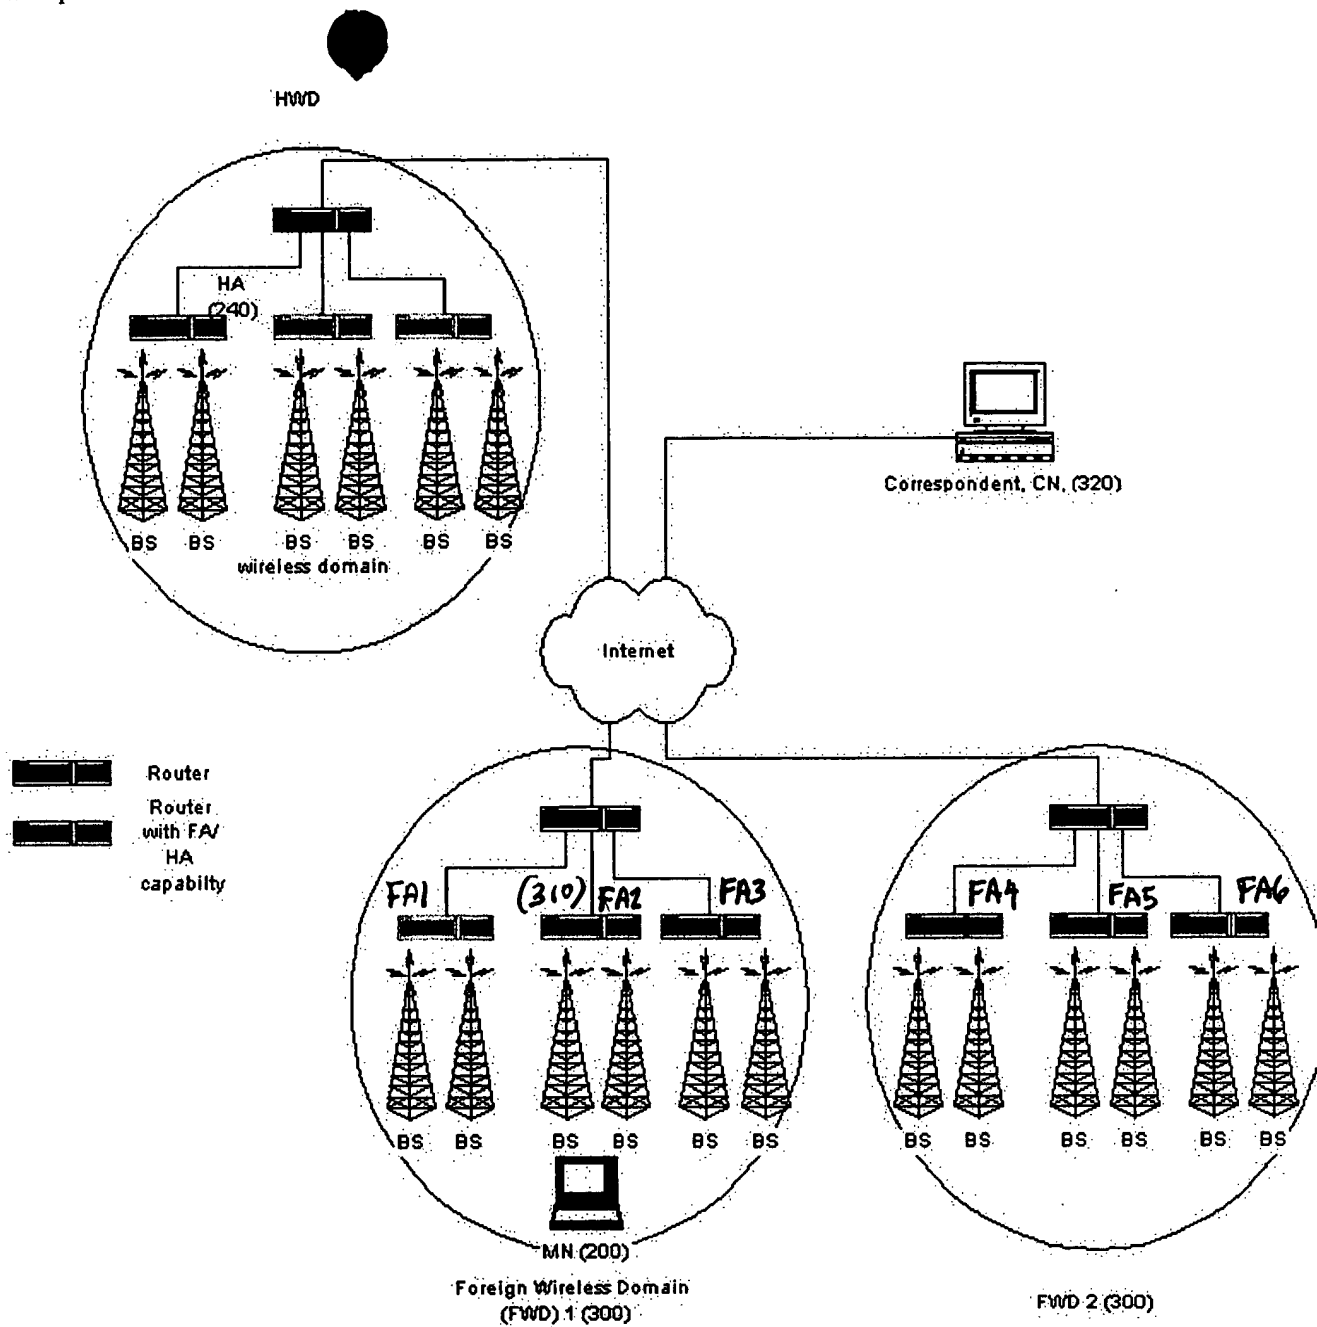 HWD
HA
(240)
BS BS BS BS BS BS
wireless domain
Correspondent, CN, (320)
Internet
Router
Router
with FA/
HA
capabilty
FA1 (310) FA2 FA3
FA4 FA5 FA6
BS BS BS BS BS BS
BS BS BS BS BS BS
MN (200)
Foreign Wireless Domain
(FWD) 1 (300)
FWD 2 (300)